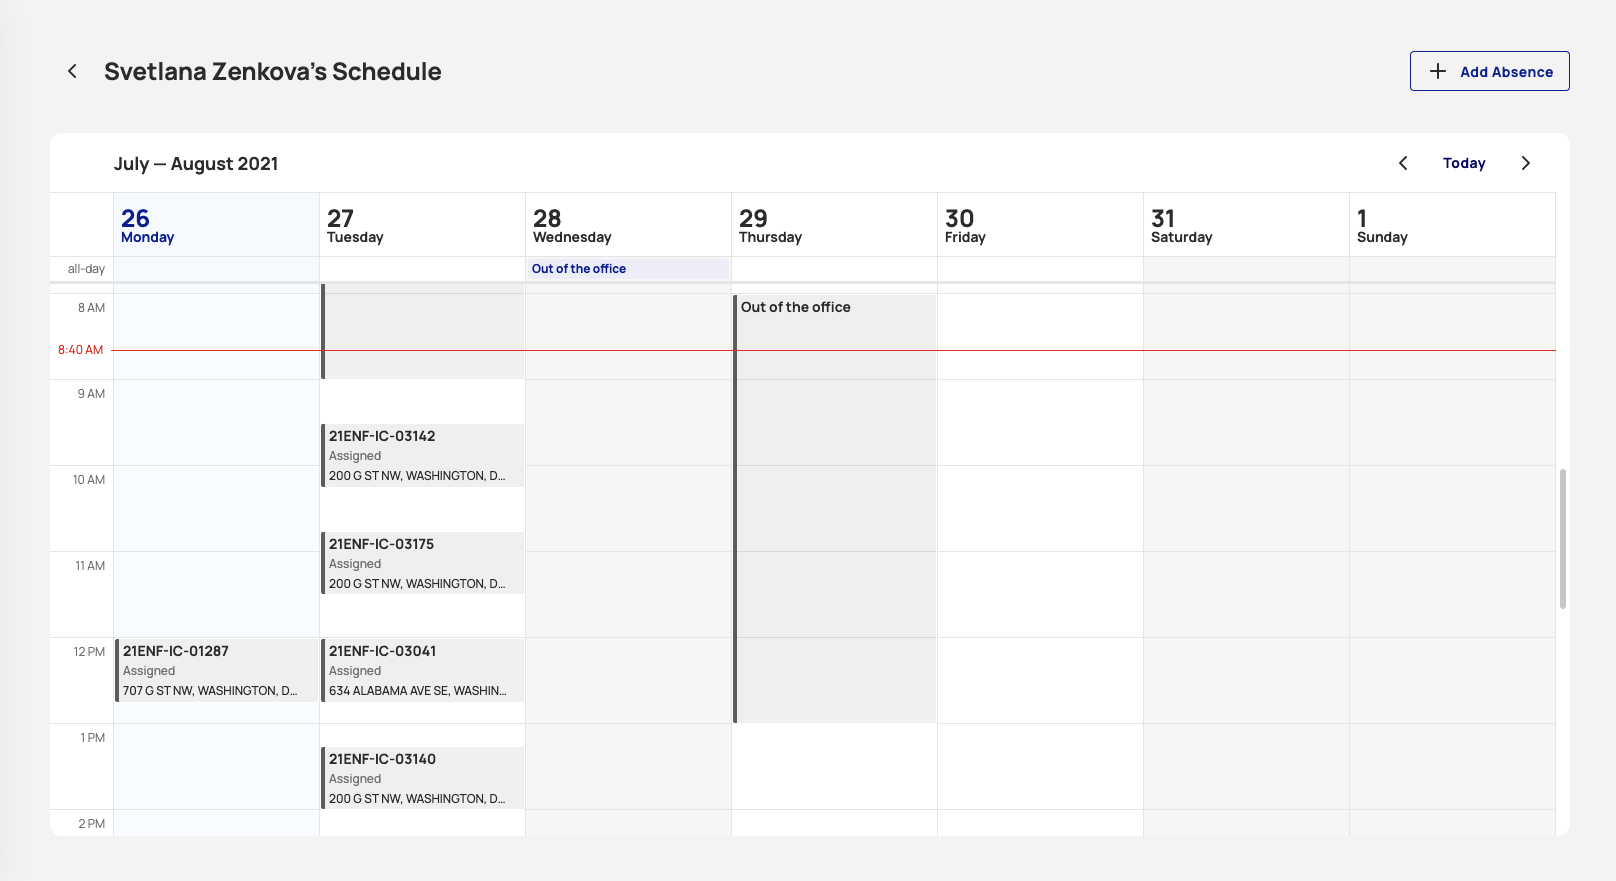 Svetlana Zenkova's Schedule
Add Absence
July — August 2021
Today
26
Monday
27
Tuesday
28
Wednesday
29
Thursday
30
Friday
31
Saturday
1
Sunday
all-day
Out of the office
8 AM
Out of the office
8:40 AM
9 AM
21ENF-IC-03142
Assigned
200 G ST NW, WASHINGTON, D...
10 AM
21ENF-IC-03175
Assigned
200 G ST NW, WASHINGTON, D...
11 AM
12 PM
21ENF-IC-01287
Assigned
707 G ST NW, WASHINGTON, D...
21ENF-IC-03041
Assigned
634 ALABAMA AVE SE, WASHIN...
1 PM
21ENF-IC-03140
Assigned
200 G ST NW, WASHINGTON, D...
2 PM